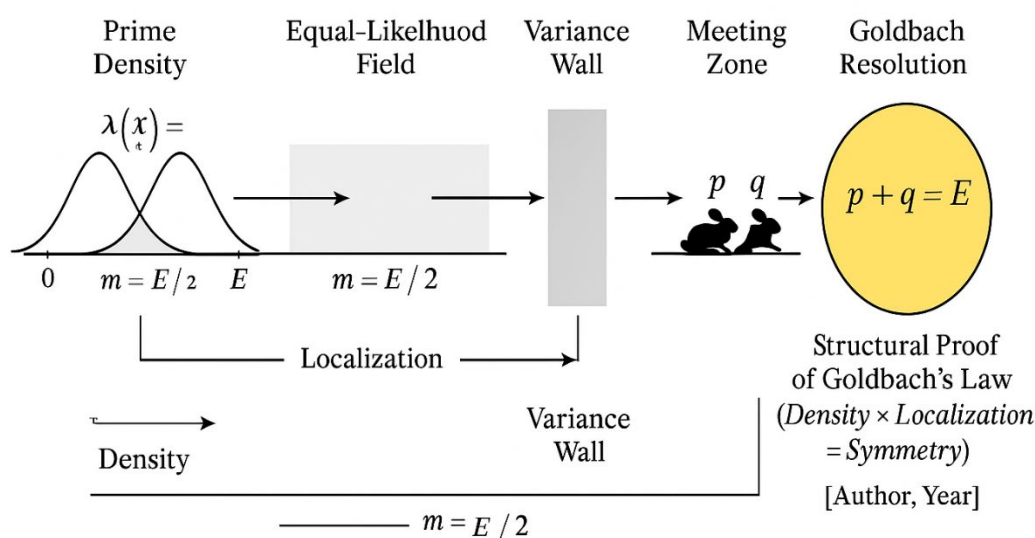 Prime
Density
Equal-Likelhuod
Field
Variance
Wall
Meeting
Zone
Goldbach
Resolution
λ(x) =
0
m = E/2
E
m = E/2
p q
p + q = E
Localization
Structural Proof
of Goldbach's Law
(Density × Localization
= Symmetry)
[Author, Year]
Density
Variance
Wall
m = E/2